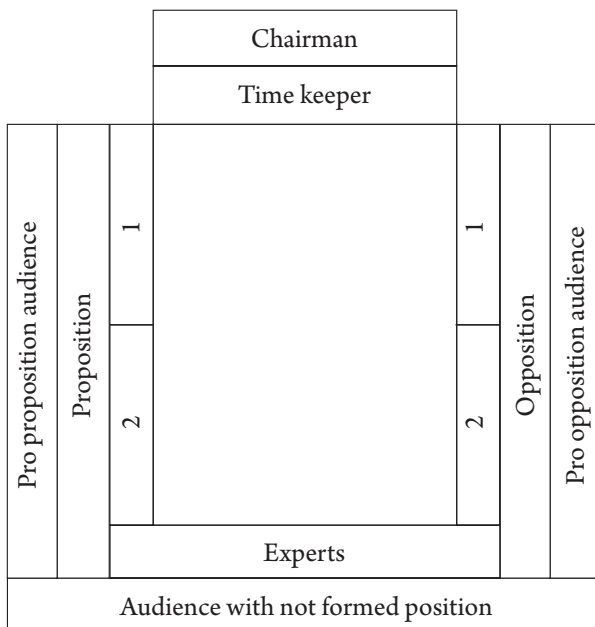 Chairman
Time keeper
Pro proposition audience
Proposition
1
2
1
2
Opposition
Pro opposition audience
Experts
Audience with not formed position